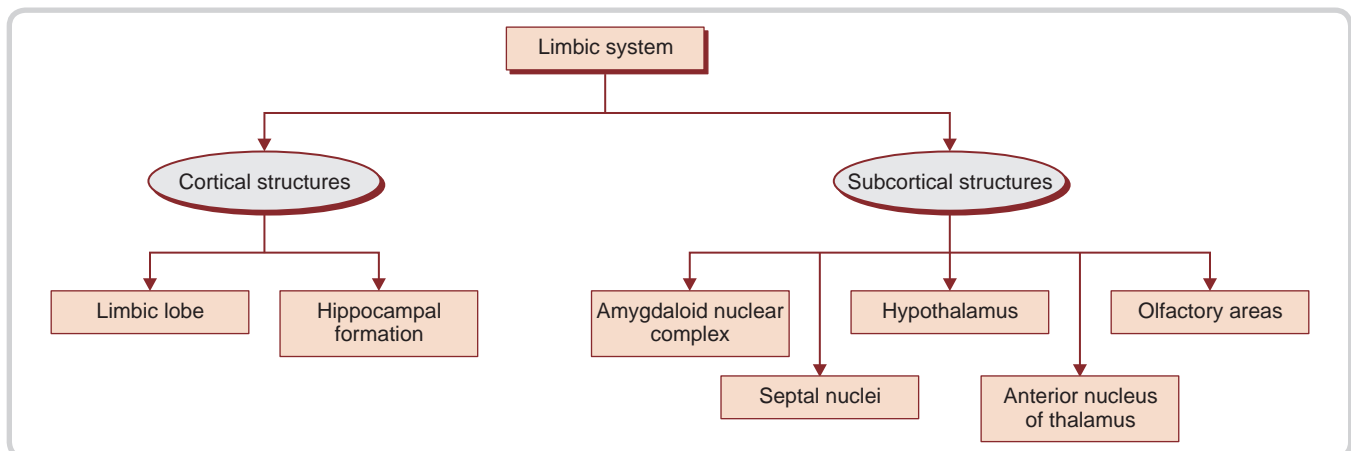 Limbic system
Cortical structures
Subcortical structures
Limbic lobe
Hippocampal
formation
Amygdaloid nuclear
complex
Hypothalamus
Olfactory areas
Septal nuclei
Anterior nucleus
of thalamus